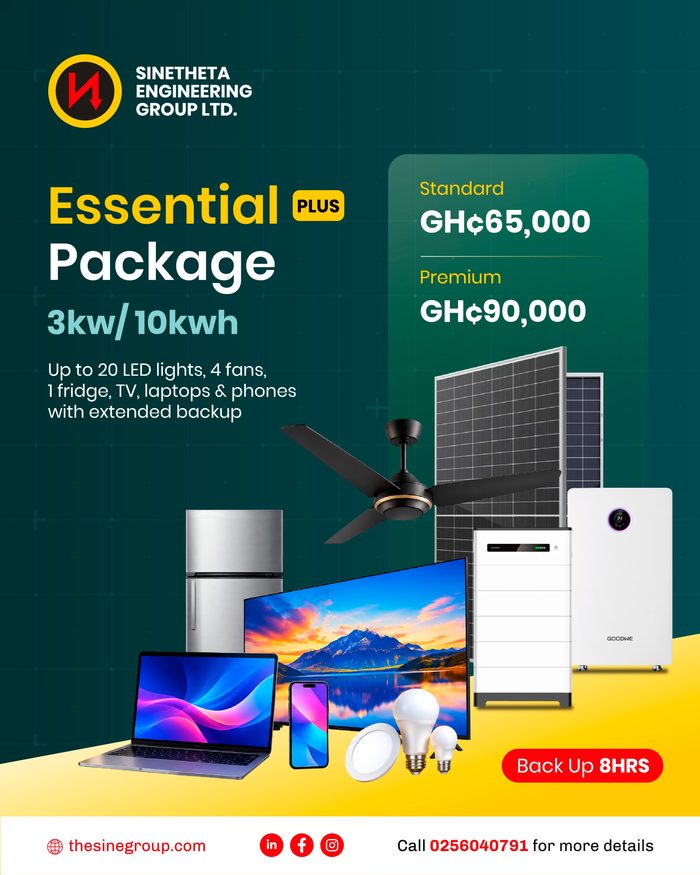 SINETHETA
ENGINEERING
GROUP LTD.
Essential PLUS
Package
3kw/ 10kwh
Up to 20 LED lights, 4 fans,
1 fridge, TV, laptops & phones
with extended backup
Standard
GH¢65,000
Premium
GH¢90,000
GOODWE
Back Up 8HRS
thesinegroup.com
Call 0256040791 for more details